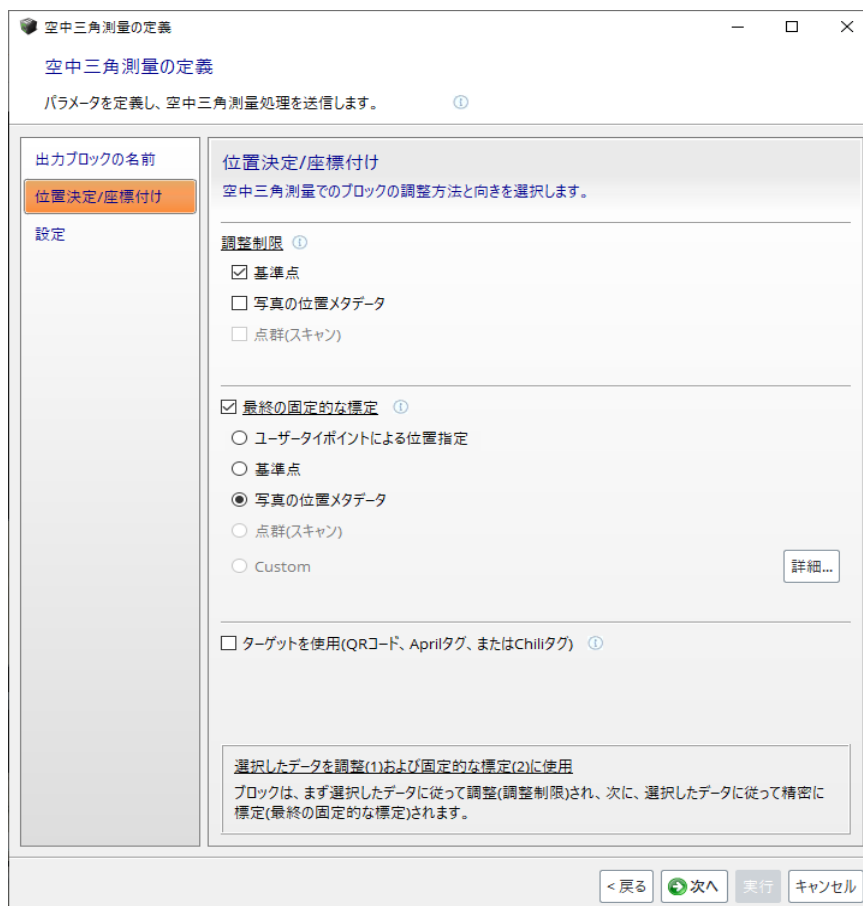 空中三角測量の定義
空中三角測量の定義
パラメータを定義し、空中三角測量処理を送信します。
出力ブロックの名前
位置決定/座標付け
設定
位置決定/座標付け
空中三角測量でのブロックの調整方法と向きを選択します。
調整制限
基準点
写真の位置メタデータ
点群(スキャン)
最終の固定的な標定
ユーザータイポイントによる位置指定
基準点
写真の位置メタデータ
点群(スキャン)
Custom
詳細...
ターゲットを使用(QRコード、Aprilタグ、またはChiliタグ)
選択したデータを調整(1)および固定的な標定(2)に使用
ブロックは、まず選択したデータに従って調整(調整制限)され、次に、選択したデータに従って精密に
標定(最終の固定的な標定)されます。
< 戻る
次へ
実行
キャンセル